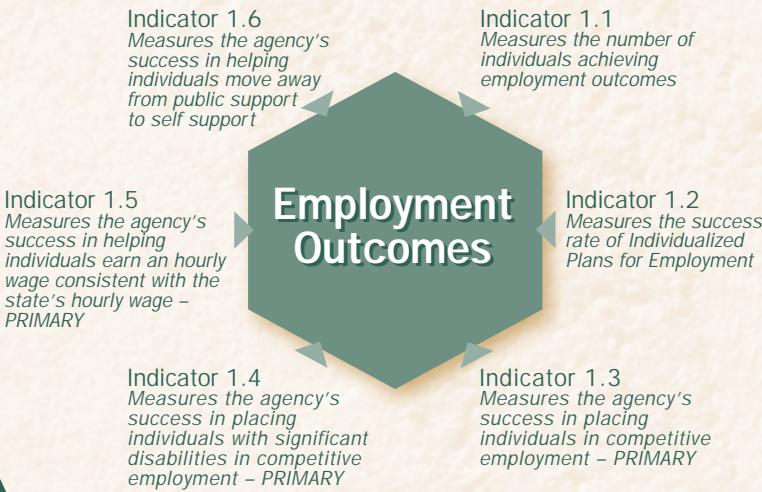 Indicator 1.6
Measures the agency's
success in helping
individuals move away
from public support
to self support
Indicator 1.1
Measures the number of
individuals achieving
employment outcomes
Indicator 1.5
Measures the agency's
success in helping
individuals earn an hourly
wage consistent with the
state's hourly wage –
PRIMARY
Employment
Outcomes
Indicator 1.2
Measures the success
rate of Individualized
Plans for Employment
Indicator 1.4
Measures the agency's
success in placing
individuals with significant
disabilities in competitive
employment – PRIMARY
Indicator 1.3
Measures the agency's
success in placing
individuals in competitive
employment – PRIMARY